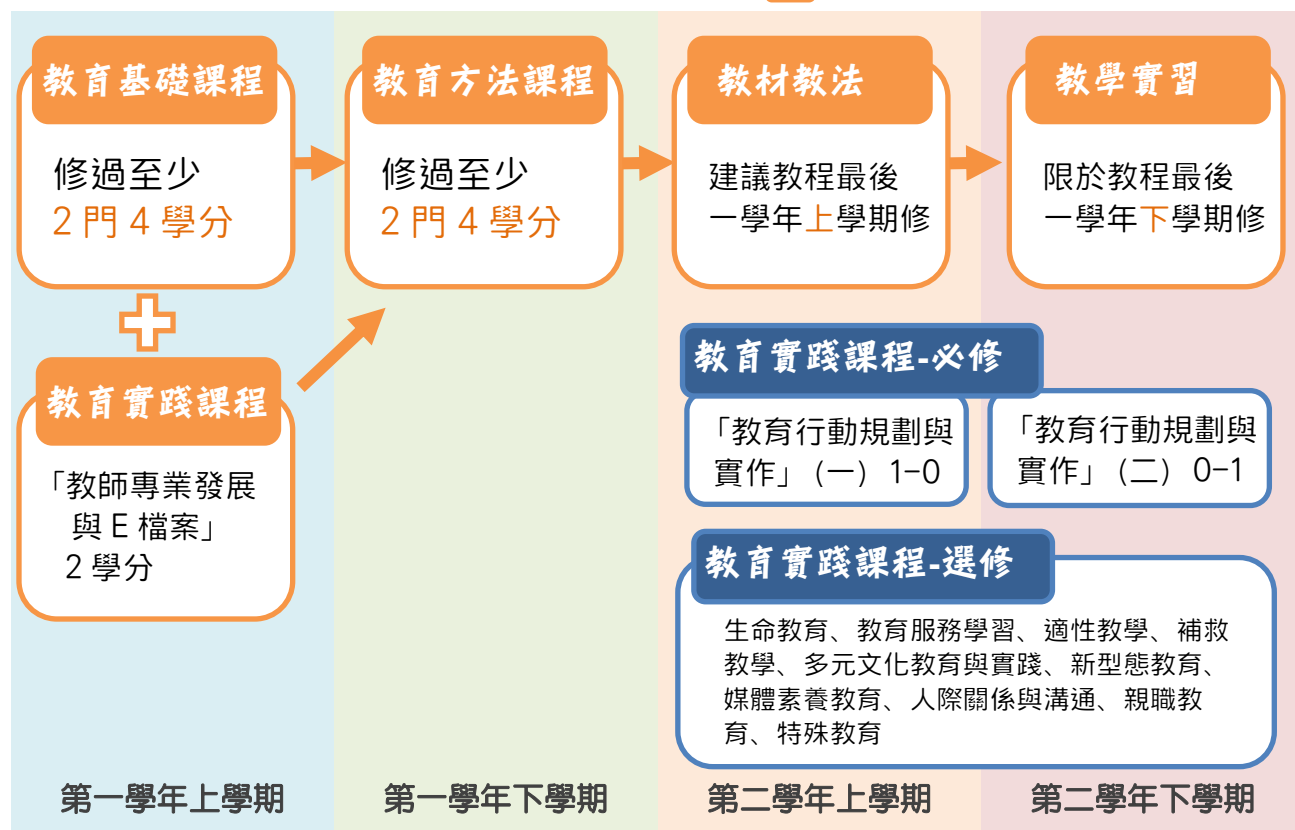 教育基礎課程
修過至少
2 門 4 學分
教育方法課程
修過至少
2 門 4 學分
教材教法
建議教程最後
一學年上學期修
教學實習
限於教程最後
一學年下學期修
教育實踐課程
「教師專業發展
與 E 檔案」
2 學分
教育實踐課程-必修
「教育行動規劃與
實作」(一) 1-0
「教育行動規劃與
實作」(二) 0-1
教育實踐課程-選修
生命教育、教育服務學習、適性教學、補救
教學、多元文化教育與實踐、新型態教育、
媒體素養教育、人際關係與溝通、親職教
育、特殊教育
第一學年上學期
第一學年下學期
第二學年上學期
第二學年下學期